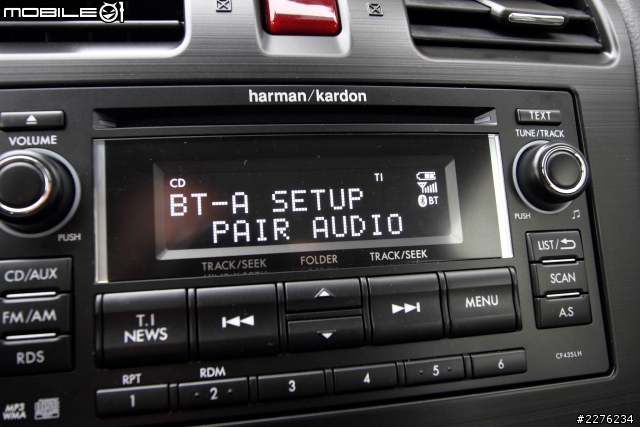 MOBILE01
harman/kardon
TEXT
VOLUME
TUNE/TRACK
CD
TI
BT-A SETUP
BT
PAIR AUDIO
PUSH
PUSH
TRACK/SEEK FOLDER TRACK/SEEK
LIST/
CD/AUX
SCAN
FM/AM
T.I NEWS
MENU
A.S
RDS
CF435LH
RPT
RDM
1
2
3
4
5
6
MP3
WMA
#2276234